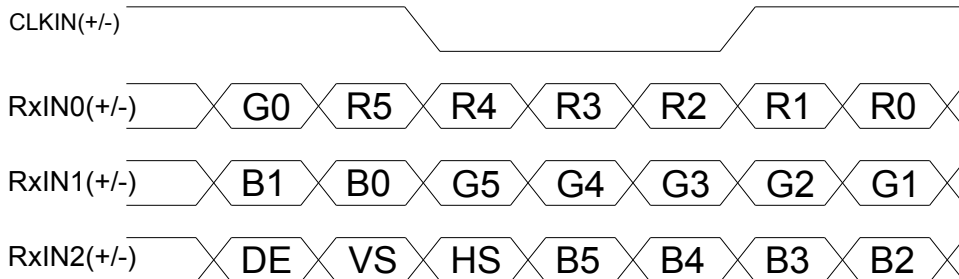 CLKIN(+/-)
RxIN0(+/-) G0 R5 R4 R3 R2 R1 R0
RxIN1(+/-) B1 B0 G5 G4 G3 G2 G1
RxIN2(+/-) DE VS HS B5 B4 B3 B2